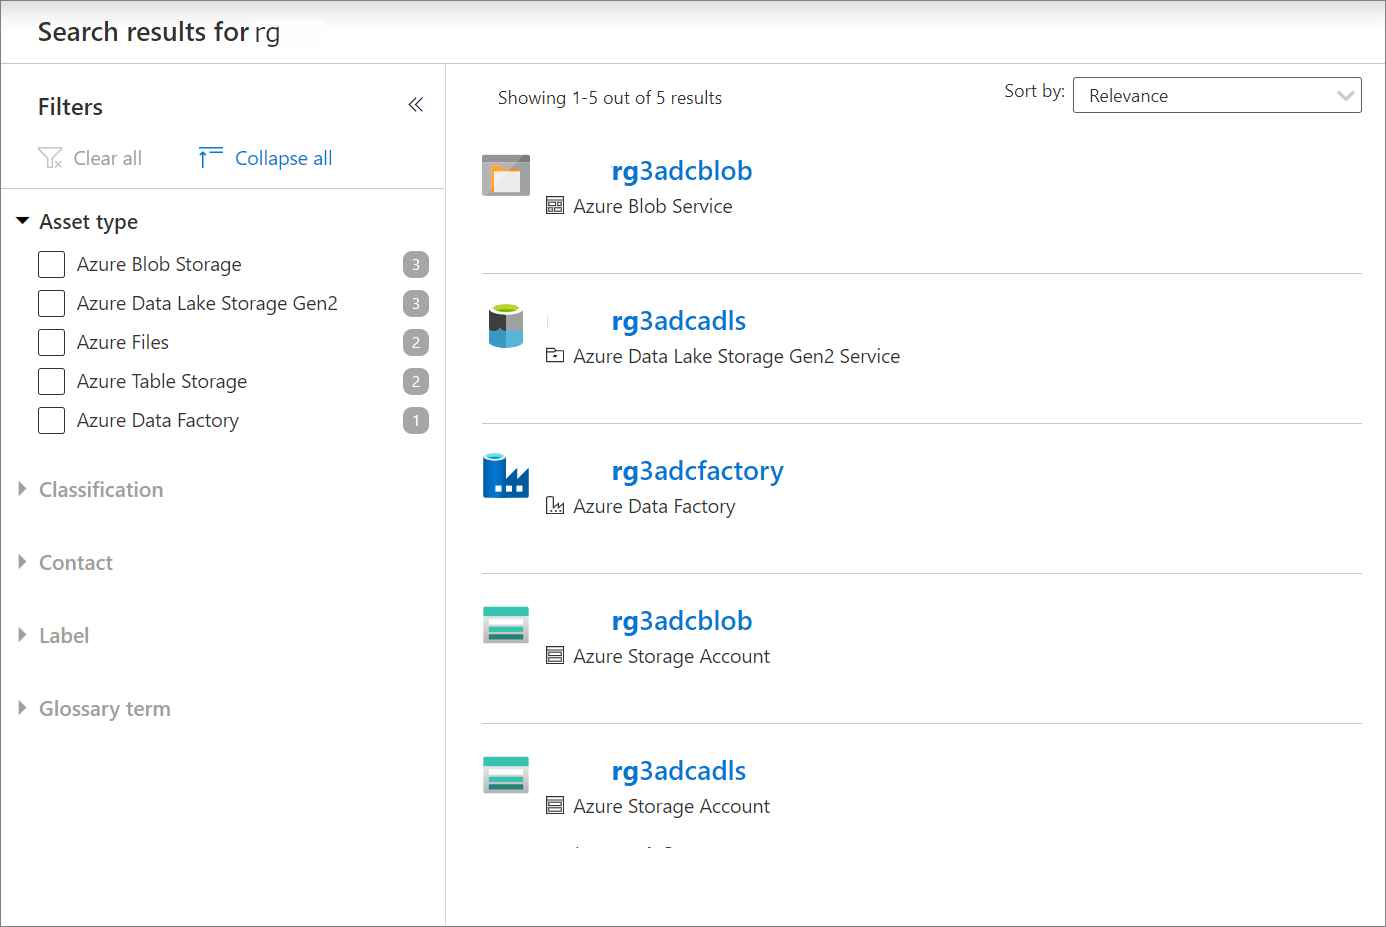 Search results for rg
Filters
Clear all
Collapse all
Asset type
Azure Blob Storage 3
Azure Data Lake Storage Gen2 3
Azure Files 2
Azure Table Storage 2
Azure Data Factory 1
Classification
Contact
Label
Glossary term
Showing 1-5 out of 5 results
Sort by: Relevance
rg3adcblob
Azure Blob Service
rg3adcadls
Azure Data Lake Storage Gen2 Service
rg3adcfactory
Azure Data Factory
rg3adcblob
Azure Storage Account
rg3adcadls
Azure Storage Account